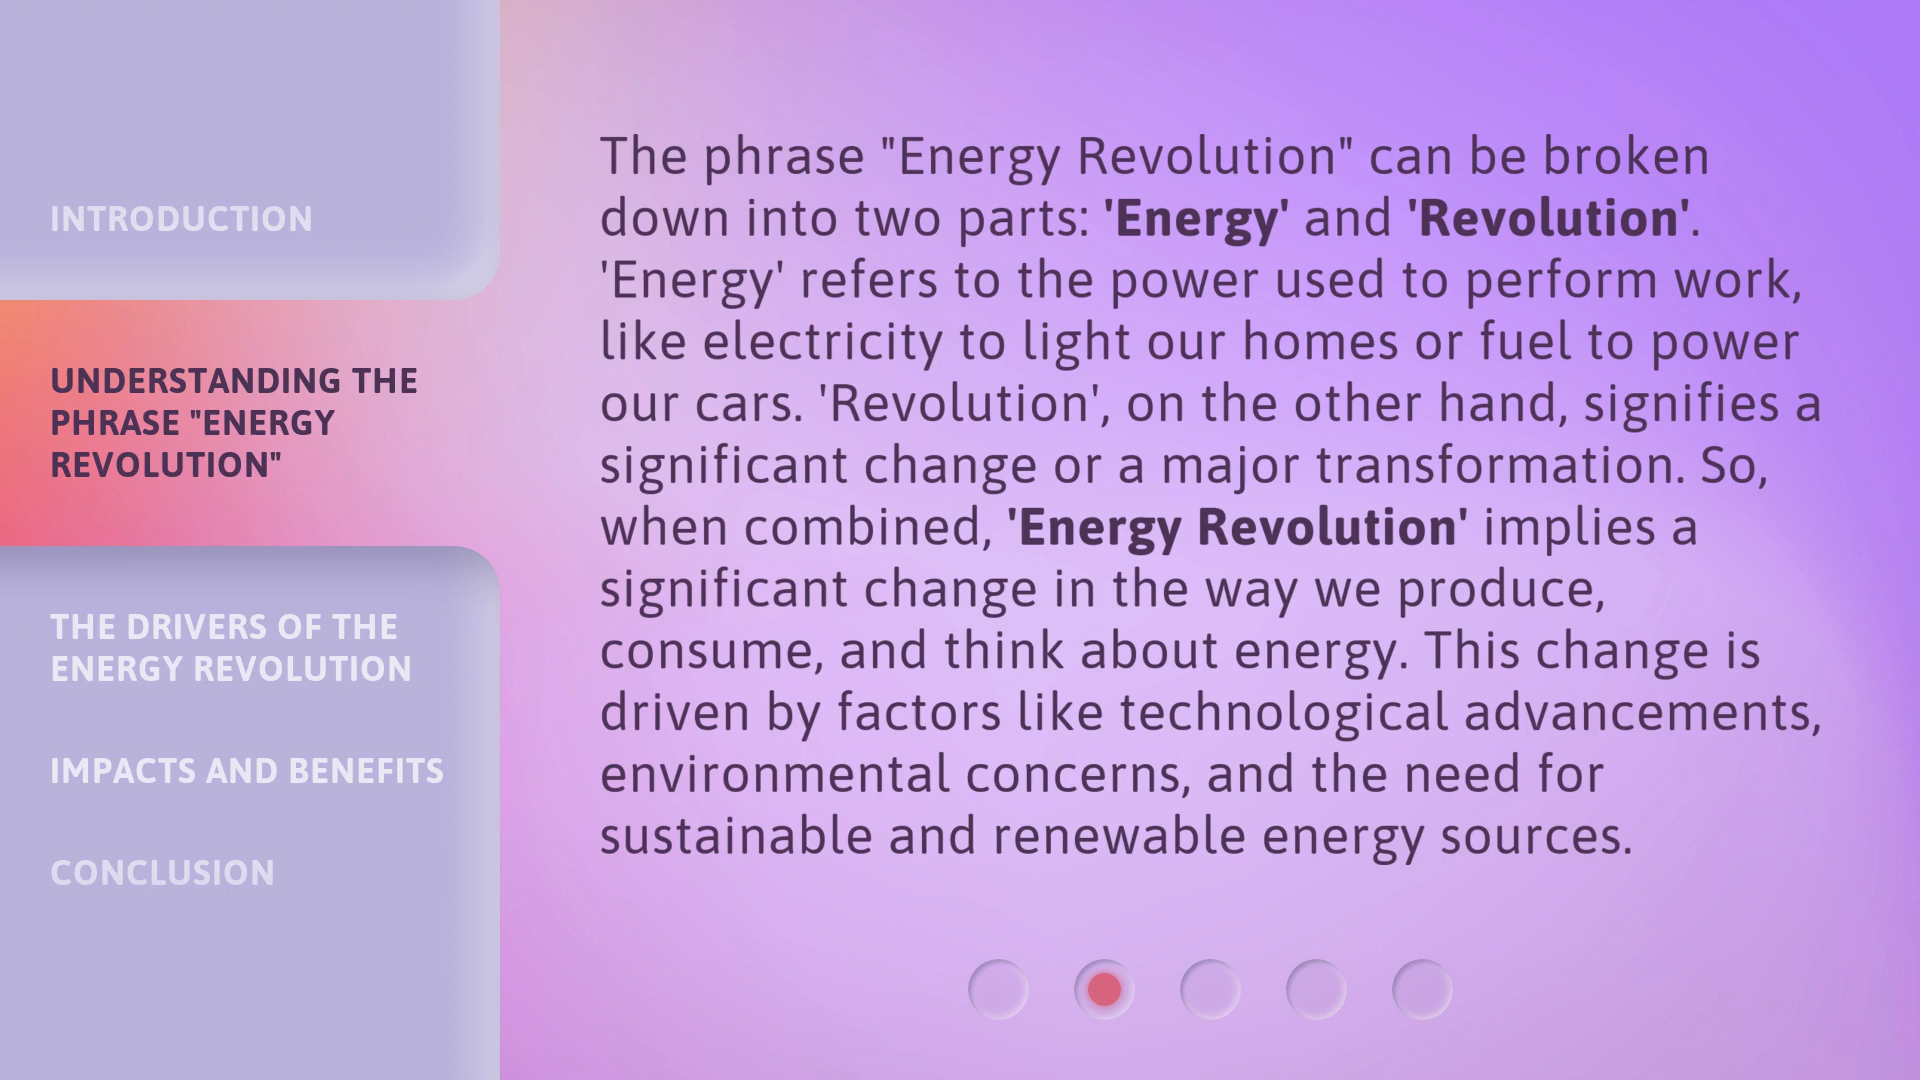 INTRODUCTION
UNDERSTANDING THE
PHRASE "ENERGY
REVOLUTION"
THE DRIVERS OF THE
ENERGY REVOLUTION
IMPACTS AND BENEFITS
CONCLUSION
The phrase "Energy Revolution" can be broken
down into two parts: 'Energy' and 'Revolution'.
'Energy' refers to the power used to perform work,
like electricity to light our homes or fuel to power
our cars. 'Revolution', on the other hand, signifies a
significant change or a major transformation. So,
when combined, 'Energy Revolution' implies a
significant change in the way we produce,
consume, and think about energy. This change is
driven by factors like technological advancements,
environmental concerns, and the need for
sustainable and renewable energy sources.